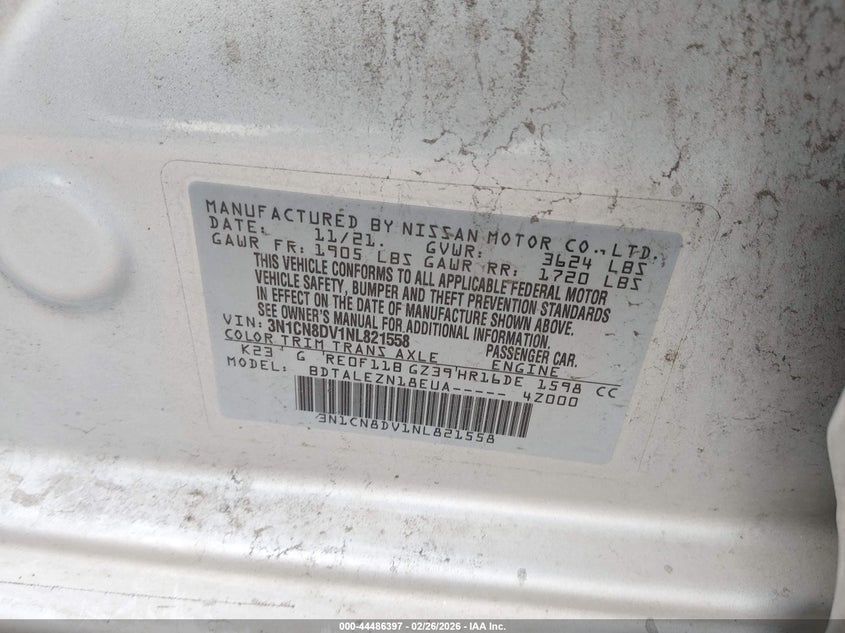 MANUFACTURED BY NISSAN MOTOR CO., LTD.
DATE: 11/21. GVWR: 3624 LBS
GAWR FR: 1905 LBS GAWR RR: 1720 LBS
THIS VEHICLE CONFORMS TO ALL APPLICABLE FEDERAL MOTOR
VEHICLE SAFETY, BUMPER AND THEFT PREVENTION STANDARDS
IN EFFECT ON THE DATE OF MANUFACTURE SHOWN ABOVE.
SEE OWNER'S MANUAL FOR ADDITIONAL INFORMATION.
VIN: 3N1CN8DV1NL821558 PASSENGER CAR.
COLOR TRIM TRANS AXLE ENGINE
K23 G RE0F11B GZ39 HR16DE 1598 CC
MODEL: BDTALEZN18EUA----- 4Z000
3N1CN8DV1NL821558
000-44486397 - 02/26/2026 - IAA Inc.